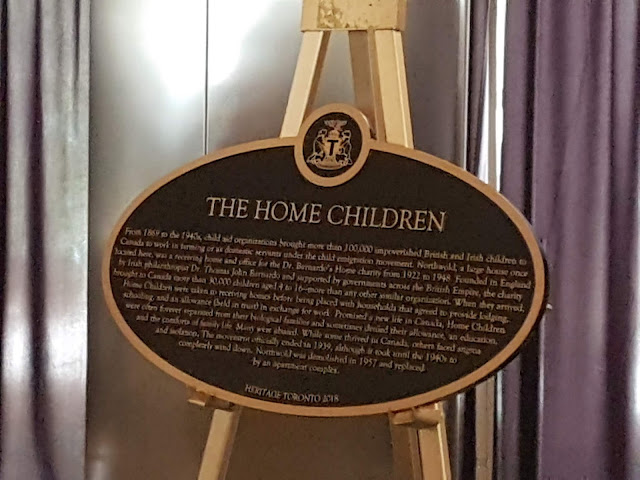 T
THE HOME CHILDREN
From 1869 to the 1940s, child aid organizations brought more than 100,000 impoverished British and Irish children to
Canada to work in farming or as domestic servants under the child emigration movement. Northwold, a large house once
located here, was a receiving home and office for the Dr. Barnardo's Home charity from 1922 to 1948. Founded in England
by Irish philanthropist Dr. Thomas John Barnardo and supported by governments across the British Empire, the charity
brought to Canada more than 30,000 children aged 4 to 16—more than any other similar organization. When they arrived,
Home Children were taken to receiving homes before being placed with households that agreed to provide lodging,
schooling, and an allowance (held in trust) in exchange for work. Promised a new life in Canada, Home Children
were often forever separated from their biological families and sometimes denied their allowance, an education,
and the comforts of family life. Many were abused. While some thrived in Canada, others faced stigma
and isolation. The movement officially ended in 1939, although it took until the 1940s to
completely wind down. Northwold was demolished in 1957 and replaced
by an apartment complex.
HERITAGE TORONTO 2018